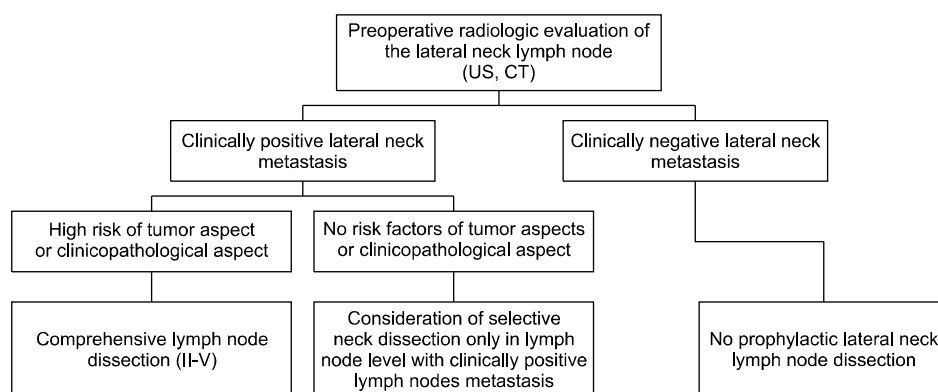 Preoperative radiologic evaluation of
the lateral neck lymph node
(US, CT)
Clinically positive lateral neck
metastasis
Clinically negative lateral neck
metastasis
High risk of tumor aspect
or clinicopathological aspect
No risk factors of tumor aspects
or clinicopathological aspect
Comprehensive lymph node
dissection (II-V)
Consideration of selective
neck dissection only in lymph
node level with clinically positive
lymph nodes metastasis
No prophylactic lateral neck
lymph node dissection